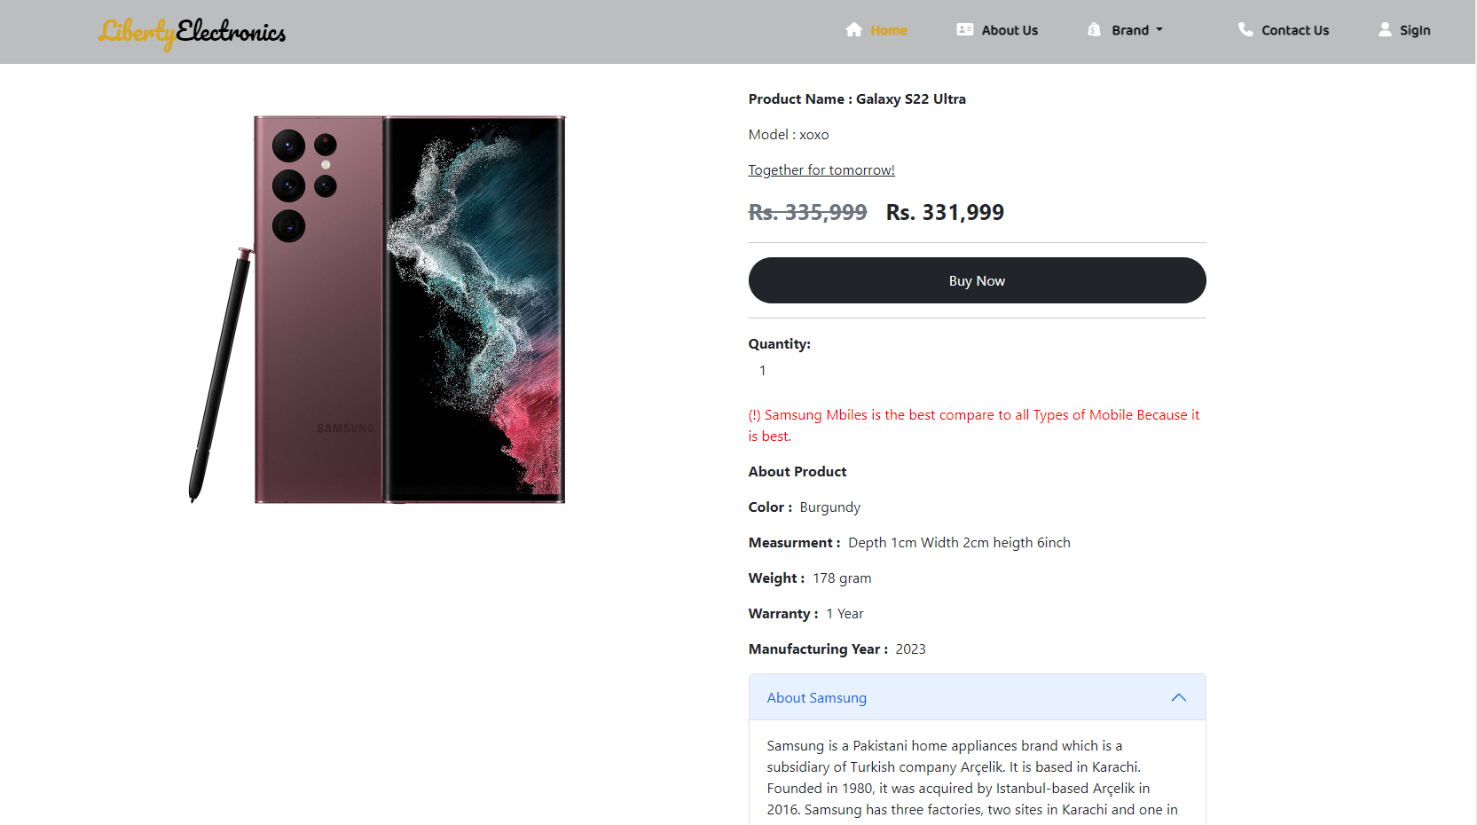 LibertyElectronics
Home
About Us
Brand
Contact Us
SigIn
Product Name : Galaxy S22 Ultra
Model : xoxo
Together for tomorrow!
Rs. 335,999 Rs. 331,999
Buy Now
Quantity:
1
(!) Samsung Mbiles is the best compare to all Types of Mobile Because it
is best.
About Product
Color : Burgundy
Measurment : Depth 1cm Width 2cm heigth 6inch
Weight : 178 gram
Warranty : 1 Year
Manufacturing Year : 2023
About Samsung
Samsung is a Pakistani home appliances brand which is a
subsidiary of Turkish company Arçelik. It is based in Karachi.
Founded in 1980, it was acquired by Istanbul-based Arçelik in
2016. Samsung has three factories, two sites in Karachi and one in
SAMSUNG